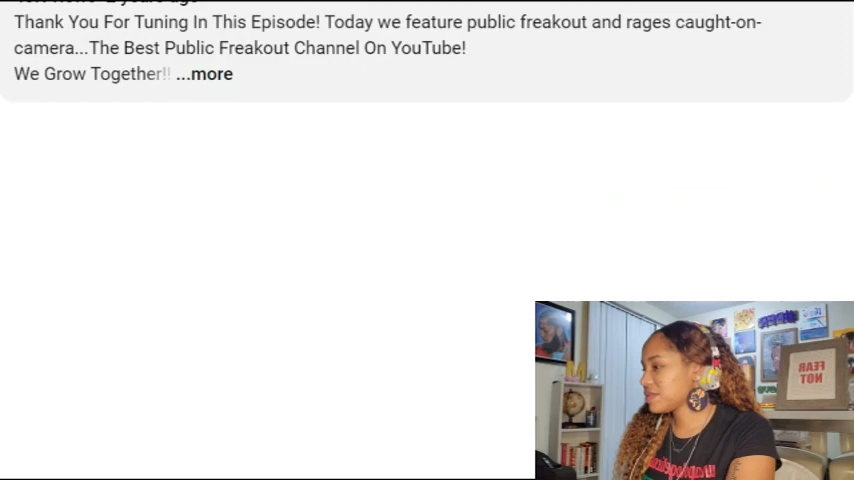 Thank You For Tuning In This Episode! Today we feature public freakout and rages caught-on-
camera...The Best Public Freakout Channel On YouTube!
We Grow Together!! ...more
FEAR
NOT